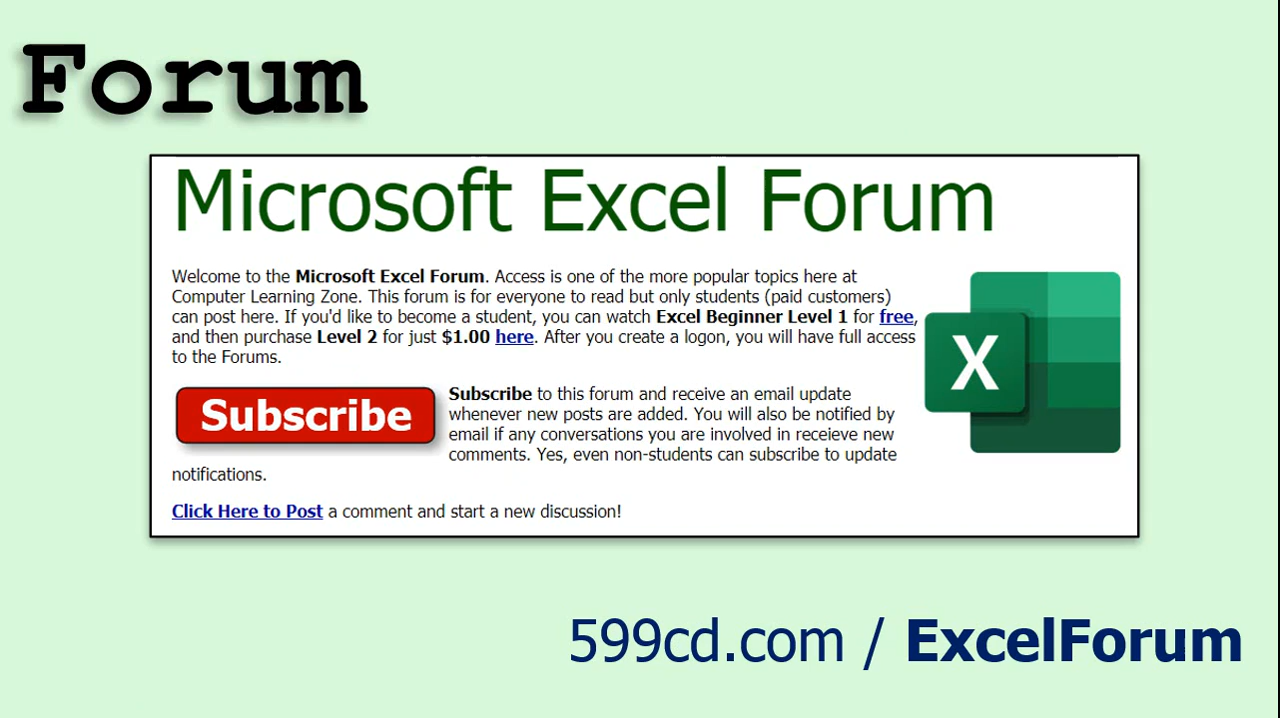 Forum
Microsoft Excel Forum
Welcome to the Microsoft Excel Forum. Access is one of the more popular topics here at
Computer Learning Zone. This forum is for everyone to read but only students (paid customers)
can post here. If you'd like to become a student, you can watch Excel Beginner Level 1 for free,
and then purchase Level 2 for just $1.00 here. After you create a logon, you will have full access
to the Forums.
X
Subscribe
Subscribe to this forum and receive an email update
whenever new posts are added. You will also be notified by
email if any conversations you are involved in receieve new
comments. Yes, even non-students can subscribe to update
notifications.
Click Here to Post a comment and start a new discussion!
599cd.com / ExcelForum